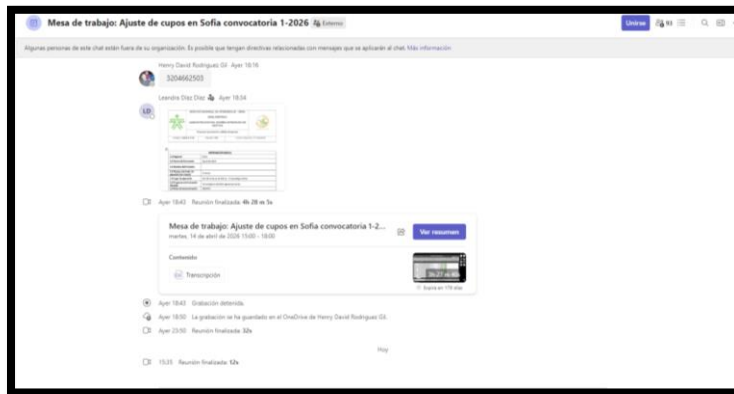 Mesa de trabajo: Ajuste de cupos en Sofia convocatoria 1-2026 Externo
Unirse 93
Algunas personas de este chat están fuera de su organización. Es posible que tengan directivas relacionadas con mensajes que se aplicarán al chat. Más información
Henry David Rodriguez Gil Ayer 18:16
3204662503
Leandra Diaz Diaz Ayer 18:34
LD
Ayer 18:43 Reunión finalizada: 4h 28 m 5s
Mesa de trabajo: Ajuste de cupos en Sofia convocatoria 1-2...
martes, 14 de abril de 2026 15:00 - 18:00
Ver resumen
Contenido
Transcripción
Ayer 18:43 Grabación detenida.
Ayer 18:50 La grabación se ha guardado en el OneDrive de Henry David Rodriguez Gil.
Ayer 23:50 Reunión finalizada: 32s
Hoy
15:35 Reunión finalizada: 12s